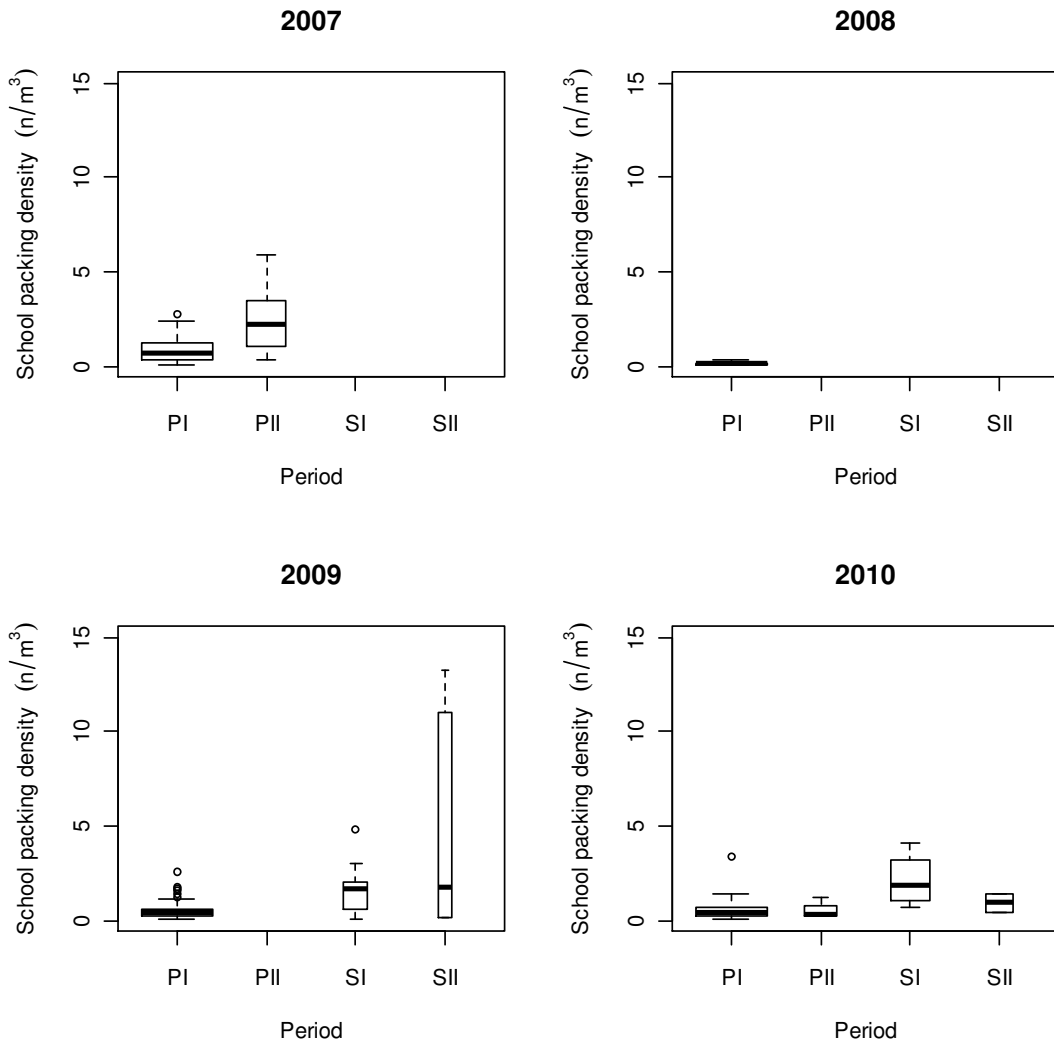 2007
School packing density (n/m³)
15
10
5
0
PI PII SI SII
Period
2008
School packing density (n/m³)
15
10
5
0
PI PII SI SII
Period
2009
School packing density (n/m³)
15
10
5
0
PI PII SI SII
Period
2010
School packing density (n/m³)
15
10
5
0
PI PII SI SII
Period